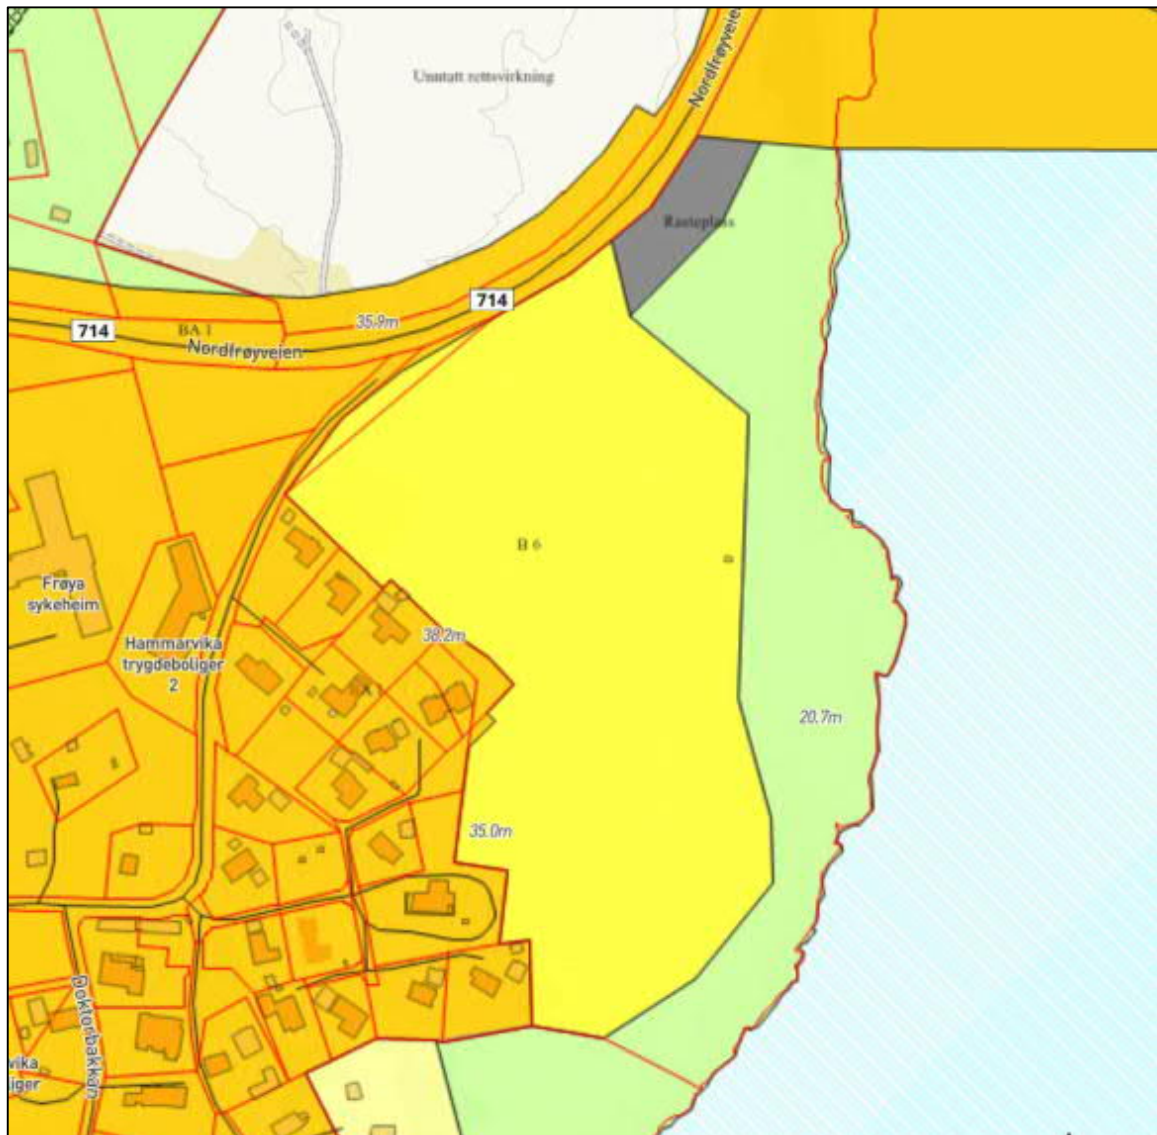 Nordfrøyveien
Unntatt rettsvirkning
Rasteplass
714
35.9m
714
BA 1
Nordfrøyveien
B 6
Frøya
sykeheim
38.2m
Hammarvika
trygdeboliger
2
20.7m
35.0m
Doktorbakkan
vika
liger